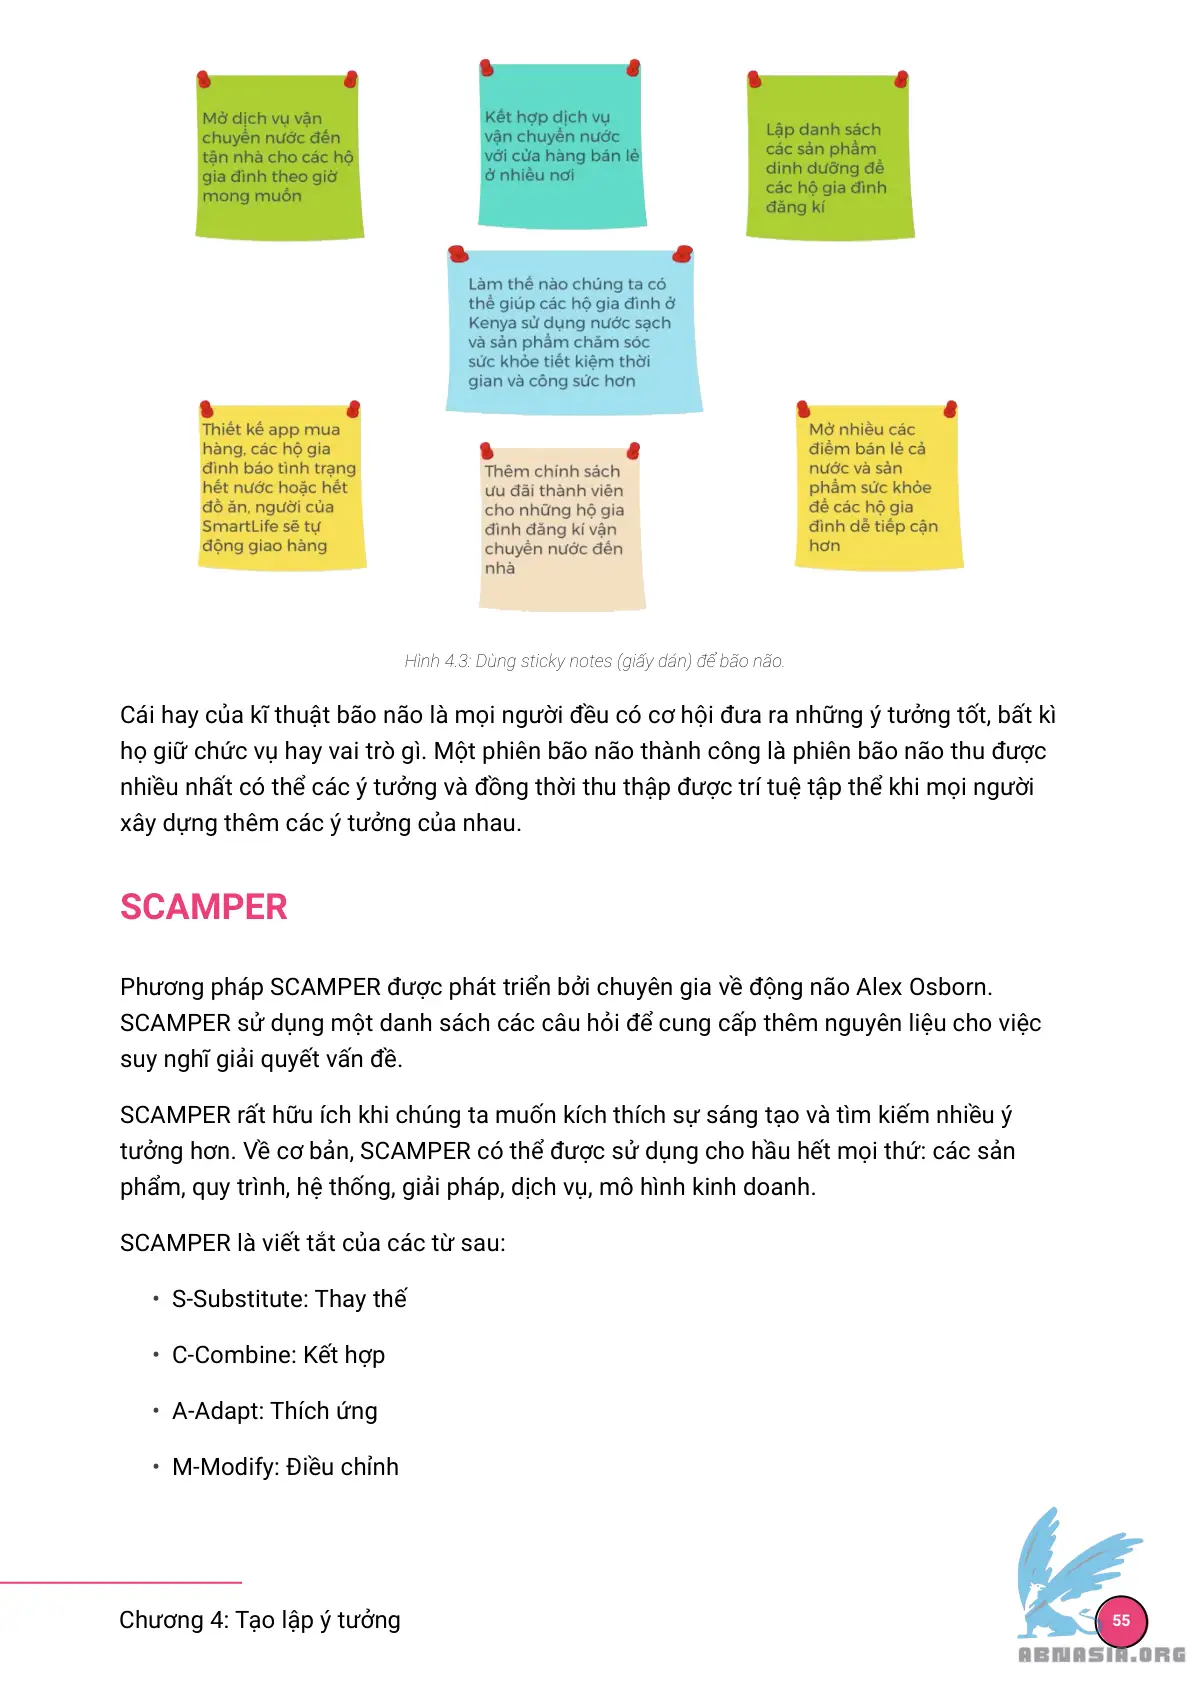 Mở dịch vụ vận
chuyển nước đến
tận nhà cho các hộ
gia đình theo giờ
mong muốn
Kết hợp dịch vụ
vận chuyển nước
với cửa hàng bán lẻ
ở nhiều nơi
Lập danh sách
các sản phẩm
dinh dưỡng để
các hộ gia đình
đăng kí
Làm thế nào chúng ta có
thể giúp các hộ gia đình ở
Kenya sử dụng nước sạch
và sản phẩm chăm sóc
sức khỏe tiết kiệm thời
gian và công sức hơn
Thiết kế app mua
hàng, các hộ gia
đình báo tình trạng
hết nước hoặc hết
đồ ăn, người của
SmartLife sẽ tự
động giao hàng
Thêm chính sách
ưu đãi thành viên
cho những hộ gia
đình đăng kí vận
chuyển nước đến
nhà
Mở nhiều các
điểm bán lẻ cả
nước và sản
phẩm sức khỏe
để các hộ gia
đình dễ tiếp cận
hơn
Hình 4.3: Dùng sticky notes (giấy dán) để bão não.
Cái hay của kĩ thuật bão não là mọi người đều có cơ hội đưa ra những ý tưởng tốt, bất kì
họ giữ chức vụ hay vai trò gì. Một phiên bão não thành công là phiên bão não thu được
nhiều nhất có thể các ý tưởng và đồng thời thu thập được trí tuệ tập thể khi mọi người
xây dựng thêm các ý tưởng của nhau.
SCAMPER
Phương pháp SCAMPER được phát triển bởi chuyên gia về động não Alex Osborn.
SCAMPER sử dụng một danh sách các câu hỏi để cung cấp thêm nguyên liệu cho việc
suy nghĩ giải quyết vấn đề.
SCAMPER rất hữu ích khi chúng ta muốn kích thích sự sáng tạo và tìm kiếm nhiều ý
tưởng hơn. Về cơ bản, SCAMPER có thể được sử dụng cho hầu hết mọi thứ: các sản
phẩm, quy trình, hệ thống, giải pháp, dịch vụ, mô hình kinh doanh.
SCAMPER là viết tắt của các từ sau:
• S-Substitute: Thay thế
• C-Combine: Kết hợp
• A-Adapt: Thích ứng
• M-Modify: Điều chỉnh
Chương 4: Tạo lập ý tưởng
55
ABNASIA.ORG